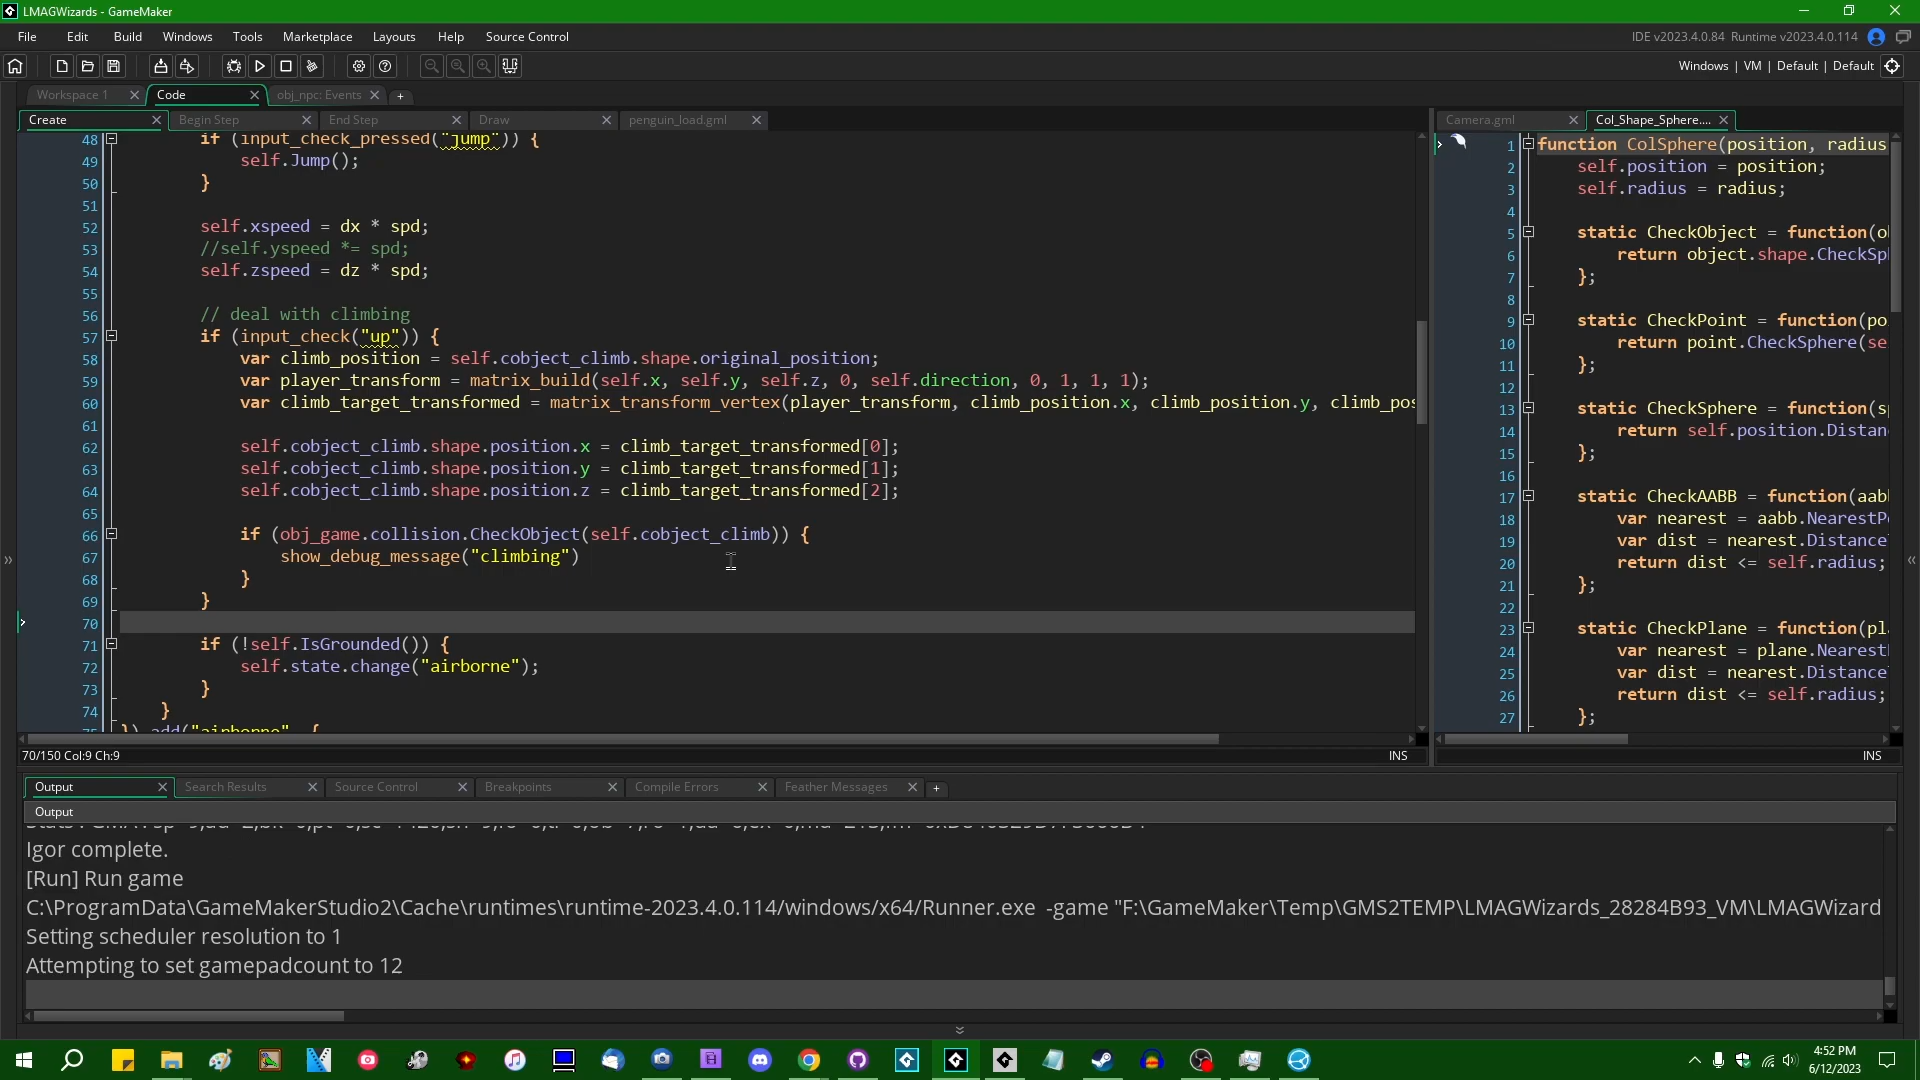 LMAGWizards - GameMaker
File Edit Build Windows Tools Marketplace Layouts Help Source Control
IDE v2023.4.0.84 Runtime v2023.4.0.114
Windows | VM | Default | Default
Workspace 1 Code obj_npc: Events +
Create Begin Step End Step Draw penguin_load.gml
48 if (input_check_pressed("jump")) {
49 self.Jump();
50 }
51
52 self.xspeed = dx * spd;
53 //self.yspeed *= spd;
54 self.zspeed = dz * spd;
55
56 // deal with climbing
57 if (input_check("up")) {
58 var climb_position = self.cobject_climb.shape.original_position;
59 var player_transform = matrix_build(self.x, self.y, self.z, 0, self.direction, 0, 1, 1, 1);
60 var climb_target_transformed = matrix_transform_vertex(player_transform, climb_position.x, climb_position.y, climb_pos
61
62 self.cobject_climb.shape.position.x = climb_target_transformed[0];
63 self.cobject_climb.shape.position.y = climb_target_transformed[1];
64 self.cobject_climb.shape.position.z = climb_target_transformed[2];
65
66 if (obj_game.collision.CheckObject(self.cobject_climb)) {
67 show_debug_message("climbing")
68 }
69 }
70
71 if (!self.IsGrounded()) {
72 self.state.change("airborne");
73 }
74 }
75 }).add("airborne", {
70/150 Col:9 Ch:9
INS
Camera.gml Col_Shape_Sphere....
1 function ColSphere(position, radius
2 self.position = position;
3 self.radius = radius;
4
5 static CheckObject = function(o
6 return object.shape.CheckSp
7 };
8
9 static CheckPoint = function(po
10 return point.CheckSphere(se
11 };
12
13 static CheckSphere = function(s
14 return self.position.Distan
15 };
16
17 static CheckAABB = function(aab
18 var nearest = aabb.NearestP
19 var dist = nearest.Distance
20 return dist <= self.radius;
21 };
22
23 static CheckPlane = function(pl
24 var nearest = plane.Nearest
25 var dist = nearest.Distance
26 return dist <= self.radius;
27 };
INS
Output Search Results Source Control Breakpoints Compile Errors Feather Messages +
Output
Igor complete.
[Run] Run game
C:\ProgramData\GameMakerStudio2\Cache\runtimes\runtime-2023.4.0.114/windows/x64/Runner.exe -game "F:\GameMaker\Temp\GMS2TEMP\LMAGWizards_28284B93_VM\LMAGWizard
Setting scheduler resolution to 1
Attempting to set gamepadcount to 12
4:52 PM
6/12/2023